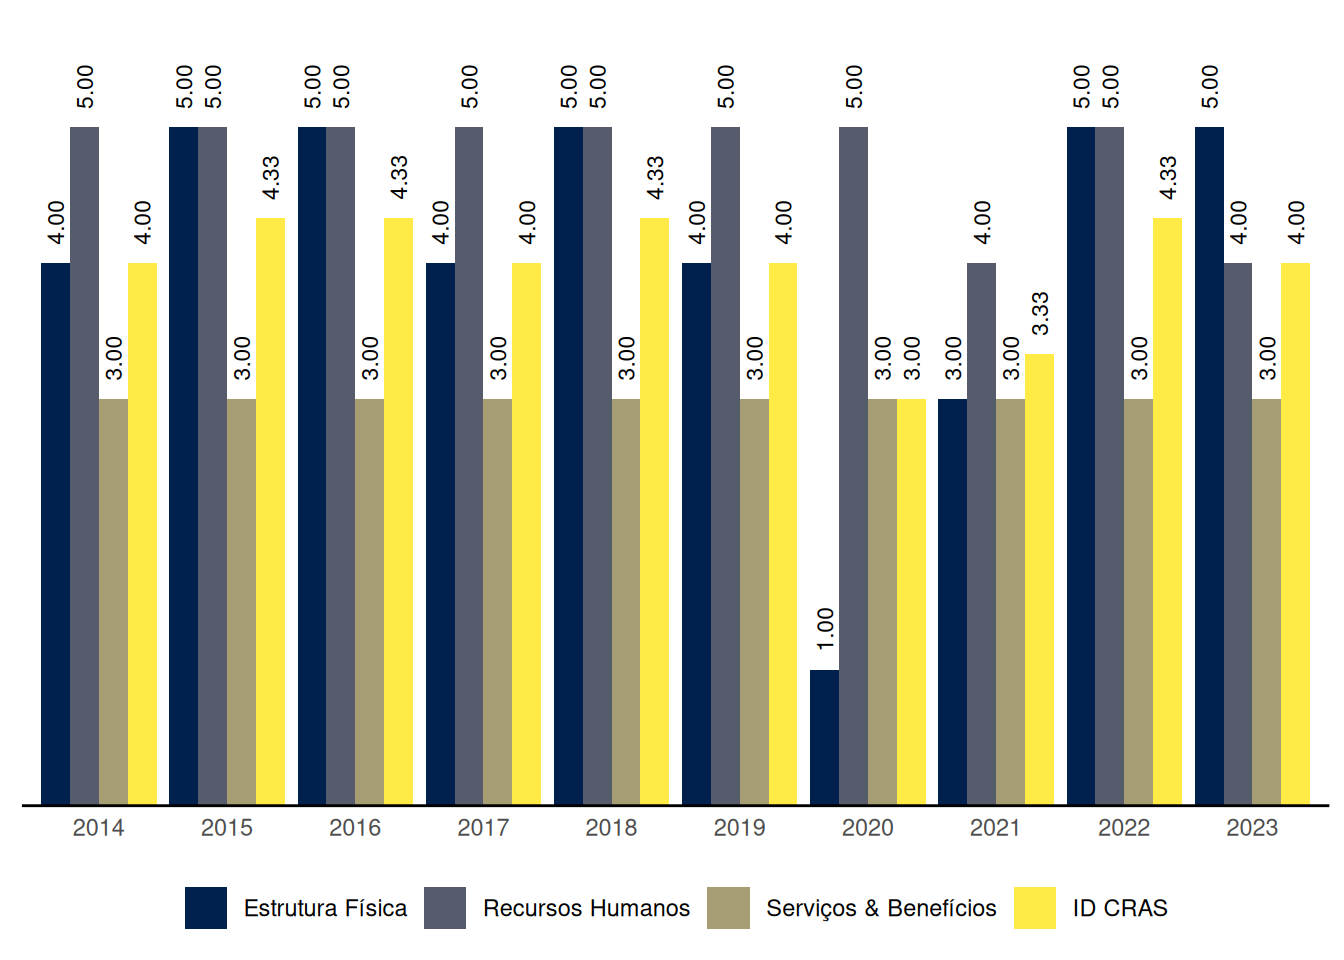 5.00 5.00 5.00 5.00 5.00 5.00 5.00 5.00 5.00 5.00 5.00 5.00 5.00
4.33 4.33 4.33 4.33
4.00 4.00 4.00 4.00 4.00 4.00 4.00 4.00 4.00
3.33
3.00 3.00 3.00 3.00 3.00 3.00 3.00 3.00 3.00 3.00 3.00 3.00
1.00
2014 2015 2016 2017 2018 2019 2020 2021 2022 2023
Estrutura Física Recursos Humanos Serviços & Benefícios ID CRAS